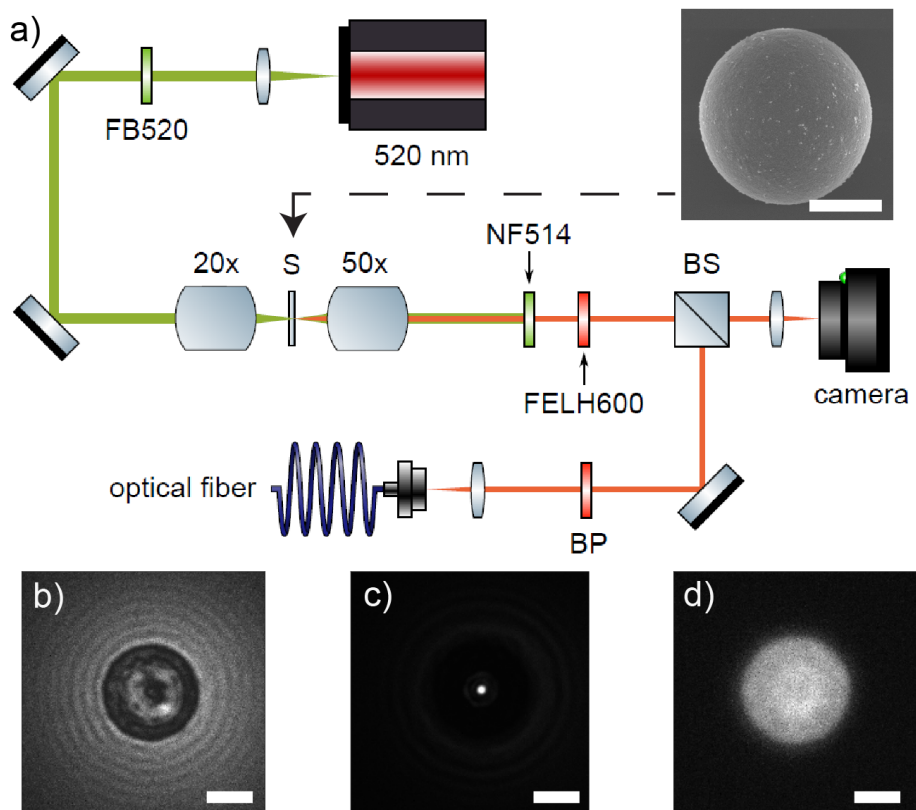 a)
FB520
520 nm
NF514
20x
S
50x
BS
FELH600
camera
optical fiber
BP
b)
c)
d)